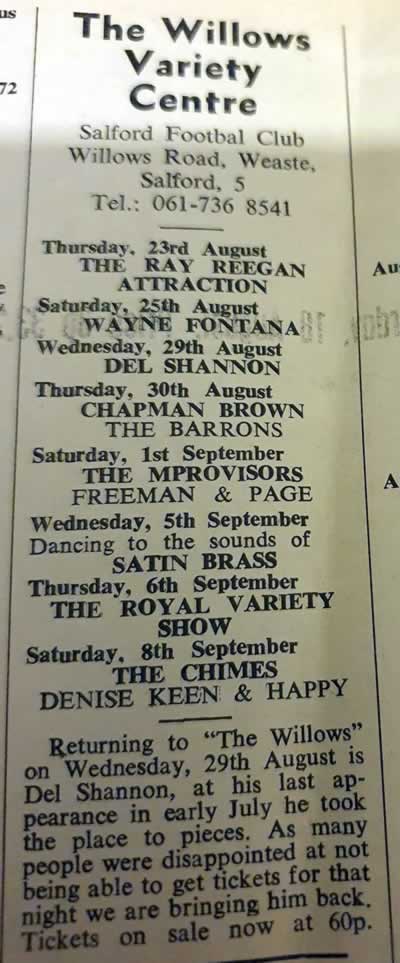 us
72
The Willows
Variety
Centre
Salford Footbal Club
Willows Road, Weaste,
Salford, 5
Tel.: 061-736 8541
Thursday, 23rd August
THE RAY REEGAN
ATTRACTION
Saturday, 25th August
WAYNE FONTANA
Wednesday, 29th August
DEL SHANNON
Thursday, 30th August
CHAPMAN BROWN
THE BARRONS
Saturday, 1st September
THE MPROVISORS
FREEMAN & PAGE
Wednesday, 5th September
Dancing to the sounds of
SATIN BRASS
Thursday, 6th September
THE ROYAL VARIETY
SHOW
Saturday, 8th September
THE CHIMES
DENISE KEEN & HAPPY
Returning to "The Willows"
on Wednesday, 29th August is
Del Shannon, at his last ap-
pearance in early July he took
the place to pieces. As many
people were disappointed at not
being able to get tickets for that
night we are bringing him back.
Tickets on sale now at 60p.
Au
A